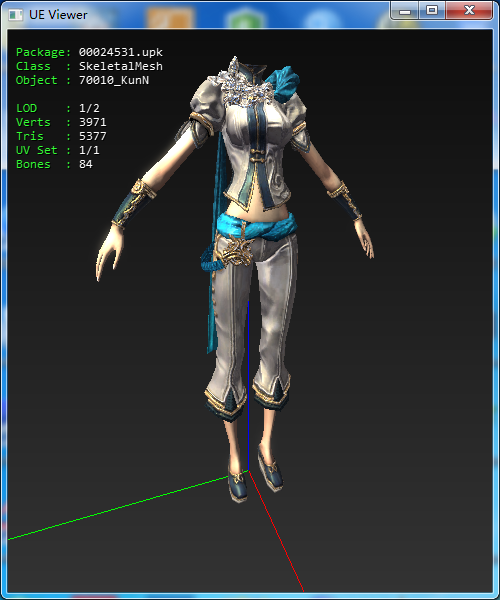 UE Viewer
Package: 00024531.upk
Class : SkeletalMesh
Object : 70010_KunN
LOD : 1/2
Verts : 3971
Tris : 5377
UV Set : 1/1
Bones : 84